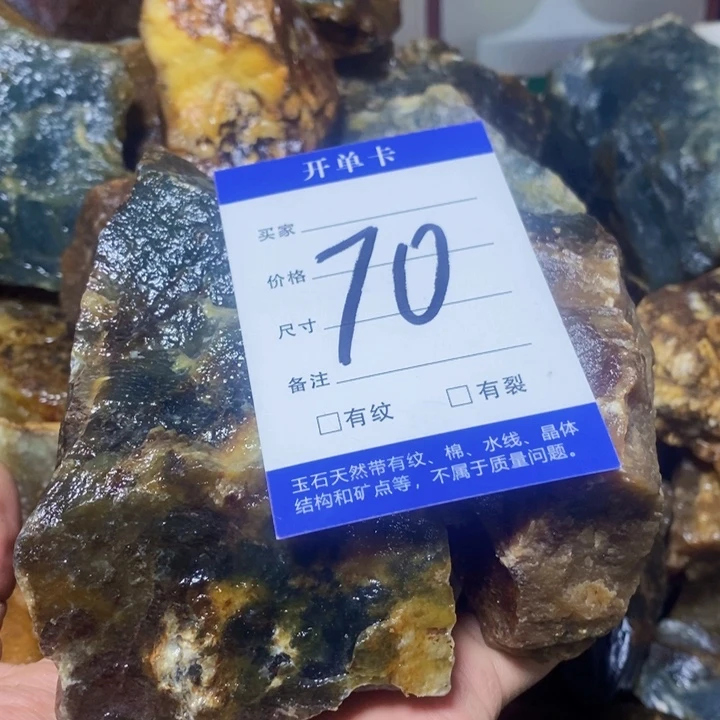 开单卡
买家
价格
70
尺寸
备注
□有纹 □有裂
玉石天然带有纹、棉、水线、晶体
结构和矿点等，不属于质量问题。